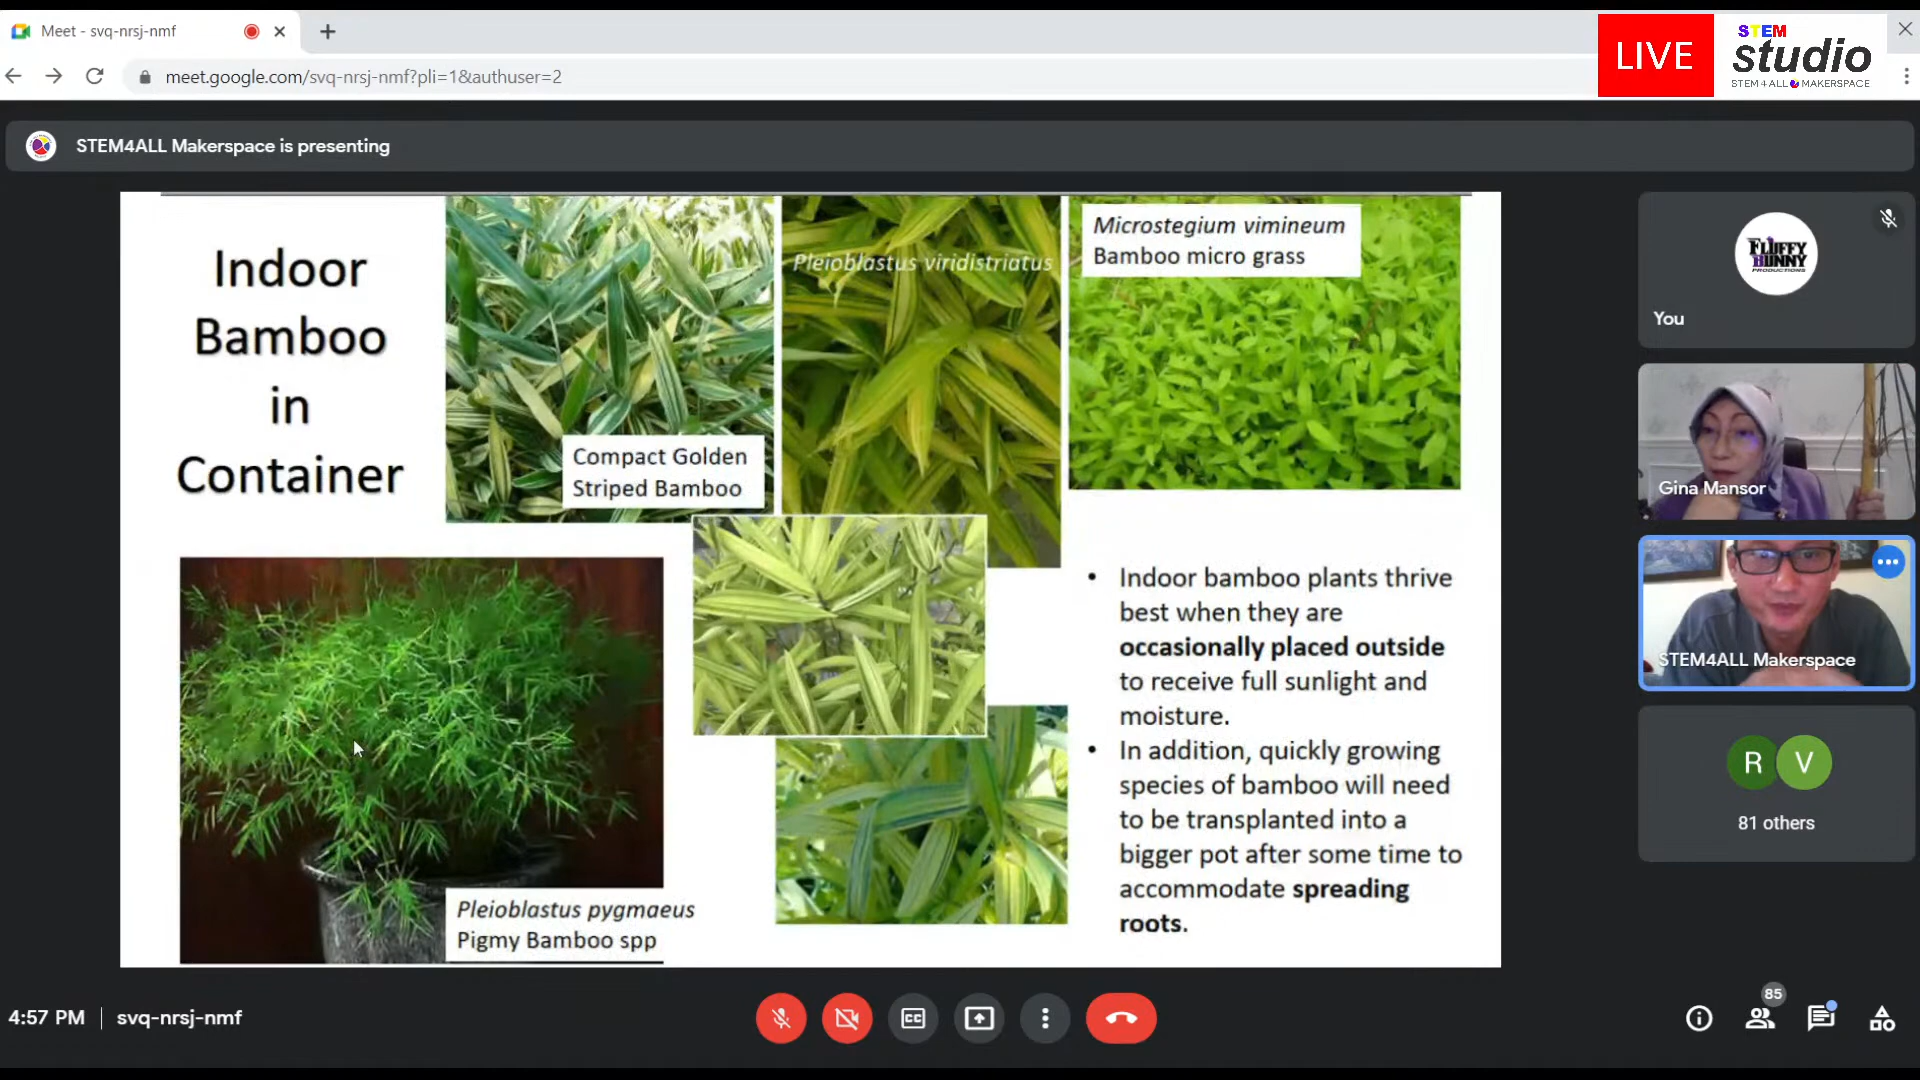 Meet - svq-nrsj-nmf
meet.google.com/svq-nrsj-nmf?pli=1&authuser=2
LIVE
STEM
studio
STEM4ALL MAKERSPACE
STEM4ALL Makerspace is presenting
Indoor
Bamboo
in
Container
Compact Golden
Striped Bamboo
Pleioblastus viridistriatus
Microstegium vimineum
Bamboo micro grass
Indoor bamboo plants thrive
best when they are
occasionally placed outside
to receive full sunlight and
moisture.
In addition, quickly growing
species of bamboo will need
to be transplanted into a
bigger pot after some time to
accommodate spreading
roots.
Pleioblastus pygmaeus
Pigmy Bamboo spp
FLUFFY
BUNNY
PRODUCTIONS
You
Gina Mansor
STEM4ALL Makerspace
R
V
81 others
4:57 PM
svq-nrsj-nmf
CC
85